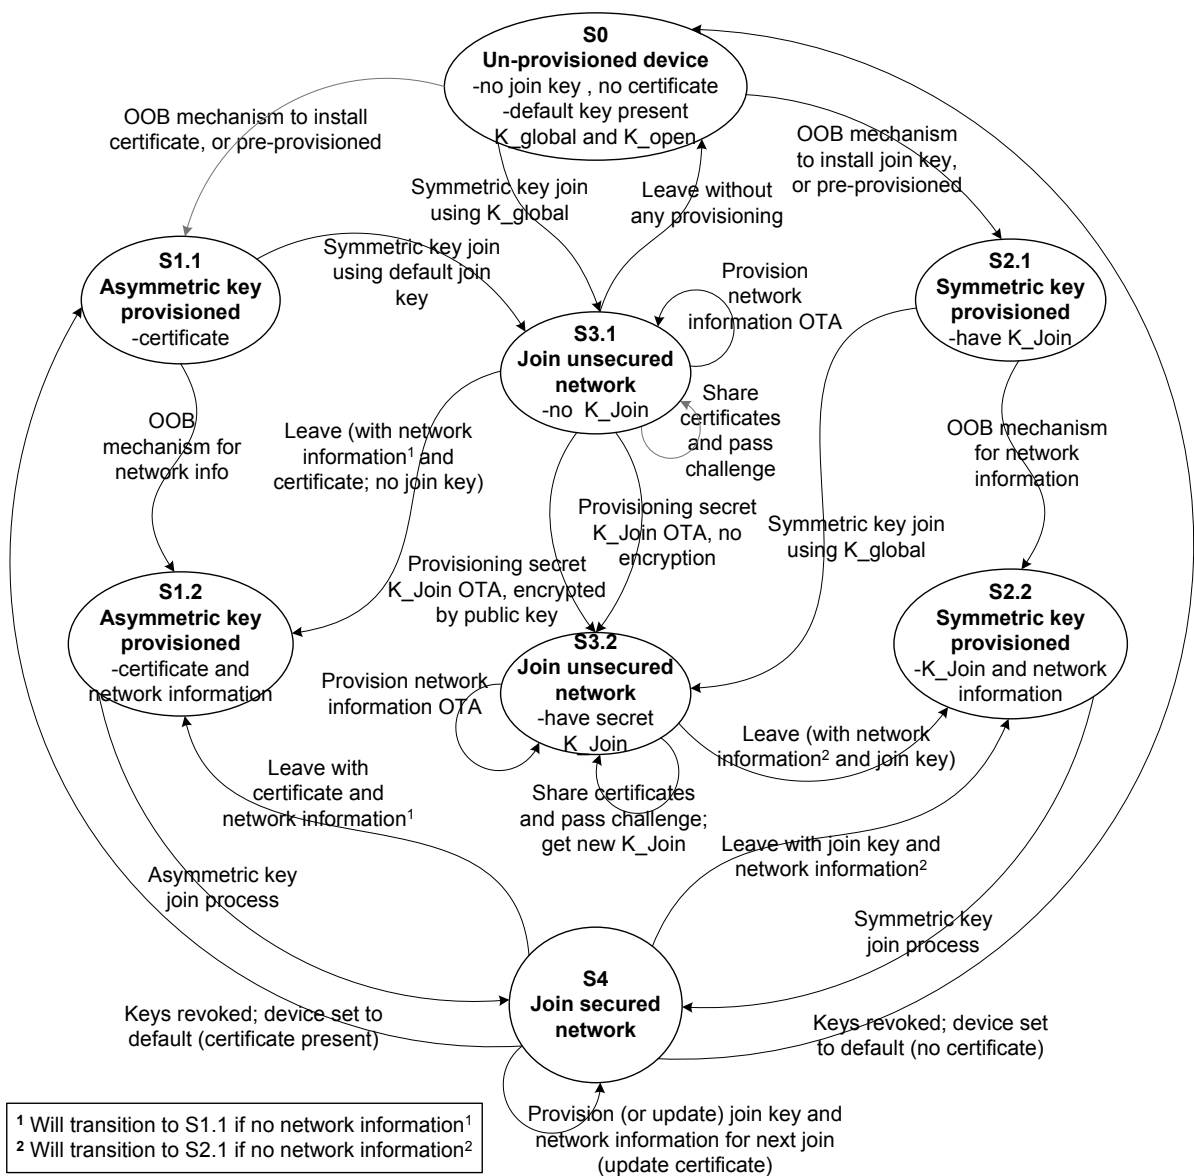 S0
Un-provisioned device
-no join key , no certificate
-default key present
K_global and K_open
OOB mechanism to install
certificate, or pre-provisioned
OOB mechanism
to install join key,
or pre-provisioned
Symmetric key join
using K_global
Leave without
any provisioning
S1.1
Asymmetric key
provisioned
-certificate
Symmetric key join
using default join
key
Provision
network
information OTA
S2.1
Symmetric key
provisioned
-have K_Join
S3.1
Join unsecured
network
-no K_Join
Share
certificates
and pass
challenge
OOB
mechanism for
network info
Leave (with network
information¹ and
certificate; no join key)
OOB mechanism
for network
information
Provisioning secret
K_Join OTA, no
encryption
Symmetric key join
using K_global
Provisioning secret
K_Join OTA, encrypted
by public key
S1.2
Asymmetric key
provisioned
-certificate and
network information
S2.2
Symmetric key
provisioned
-K_Join and network
information
S3.2
Join unsecured
network
-have secret
K_Join
Provision network
information OTA
Leave (with network
information² and join key)
Leave with
certificate and
network information¹
Share certificates
and pass challenge;
get new K_Join
Leave with join key and
network information²
Asymmetric key
join process
Symmetric key
join process
S4
Join secured
network
Keys revoked; device set to
default (certificate present)
Keys revoked; device set
to default (no certificate)
Provision (or update) join key and
network information for next join
(update certificate)
¹ Will transition to S1.1 if no network information¹
² Will transition to S2.1 if no network information²